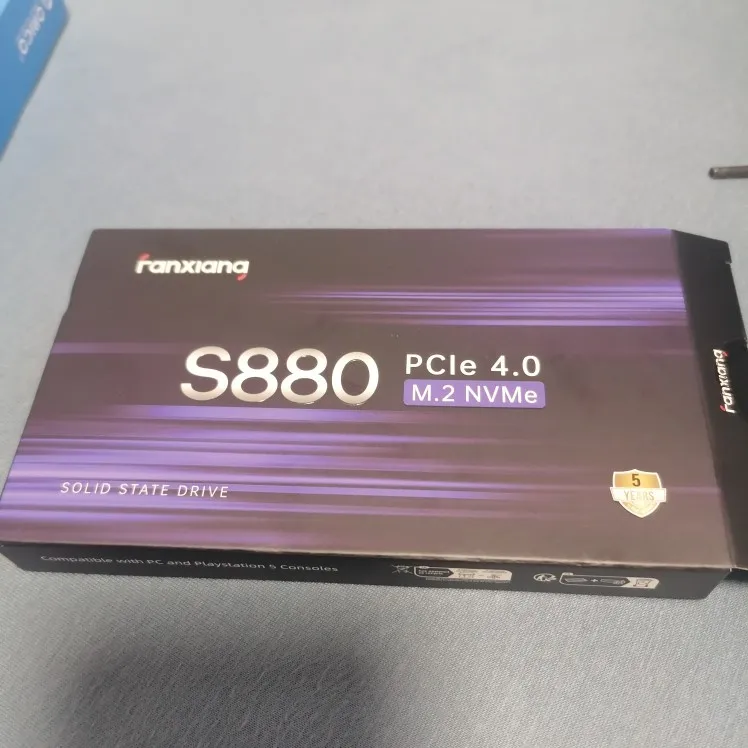 ORICO
fanxiang
S880
PCIe 4.0
M.2 NVMe
fanxiang
5
YEARS
SOLID STATE DRIVE
Compatible with PC and Playstation 5 Consoles